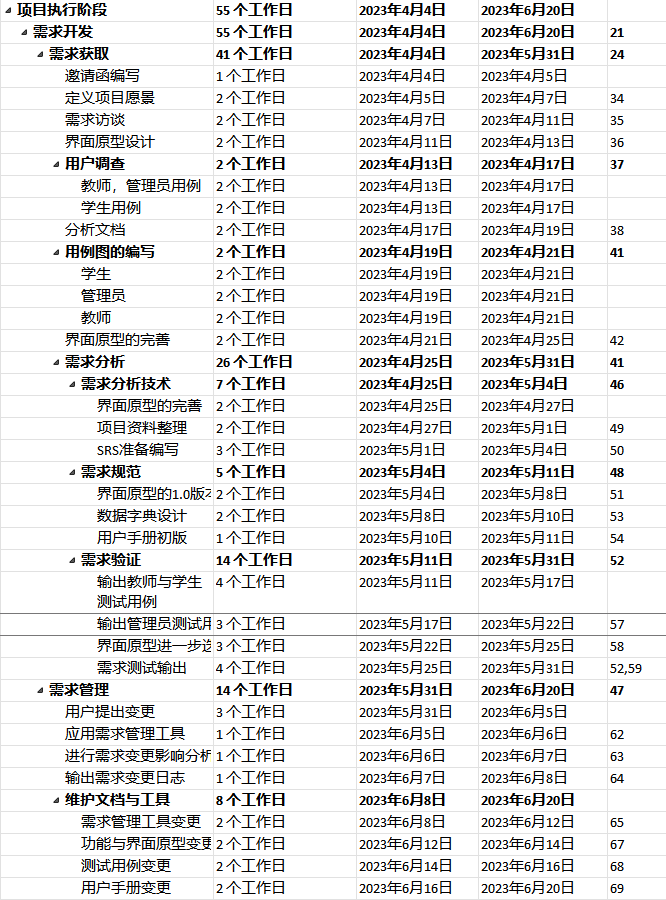 项目执行阶段 55 个工作日 2023年4月4日 2023年6月20日
需求开发 55 个工作日 2023年4月4日 2023年6月20日 21
需求获取 41 个工作日 2023年4月4日 2023年5月31日 24
邀请函编写 1 个工作日 2023年4月4日 2023年4月5日
定义项目愿景 2 个工作日 2023年4月5日 2023年4月7日 34
需求访谈 2 个工作日 2023年4月7日 2023年4月11日 35
界面原型设计 2 个工作日 2023年4月11日 2023年4月13日 36
用户调查 2 个工作日 2023年4月13日 2023年4月17日 37
教师，管理员用例 2 个工作日 2023年4月13日 2023年4月17日
学生用例 2 个工作日 2023年4月13日 2023年4月17日
分析文档 2 个工作日 2023年4月17日 2023年4月19日 38
用例图的编写 2 个工作日 2023年4月19日 2023年4月21日 41
学生 2 个工作日 2023年4月19日 2023年4月21日
管理员 2 个工作日 2023年4月19日 2023年4月21日
教师 2 个工作日 2023年4月19日 2023年4月21日
界面原型的完善 2 个工作日 2023年4月21日 2023年4月25日 42
需求分析 26 个工作日 2023年4月25日 2023年5月31日 41
需求分析技术 7 个工作日 2023年4月25日 2023年5月4日 46
界面原型的完善 2 个工作日 2023年4月25日 2023年4月27日
项目资料整理 2 个工作日 2023年4月27日 2023年5月1日 49
SRS准备编写 3 个工作日 2023年5月1日 2023年5月4日 50
需求规范 5 个工作日 2023年5月4日 2023年5月11日 48
界面原型的1.0版 2 个工作日 2023年5月4日 2023年5月8日 51
数据字典设计 2 个工作日 2023年5月8日 2023年5月10日 53
用户手册初版 1 个工作日 2023年5月10日 2023年5月11日 54
需求验证 14 个工作日 2023年5月11日 2023年5月31日 52
输出教师与学生 4 个工作日 2023年5月11日 2023年5月17日
测试用例
输出管理员测试用 3 个工作日 2023年5月17日 2023年5月22日 57
界面原型进一步 3 个工作日 2023年5月22日 2023年5月25日 58
需求测试输出 4 个工作日 2023年5月25日 2023年5月31日 52,59
需求管理 14 个工作日 2023年5月31日 2023年6月20日 47
用户提出变更 3 个工作日 2023年5月31日 2023年6月5日
应用需求管理工具 1 个工作日 2023年6月5日 2023年6月6日 62
进行需求变更影响分析 1 个工作日 2023年6月6日 2023年6月7日 63
输出需求变更日志 1 个工作日 2023年6月7日 2023年6月8日 64
维护文档与工具 8 个工作日 2023年6月8日 2023年6月20日
需求管理工具变更 2 个工作日 2023年6月8日 2023年6月12日 65
功能与界面原型变更 2 个工作日 2023年6月12日 2023年6月14日 67
测试用例变更 2 个工作日 2023年6月14日 2023年6月16日 68
用户手册变更 2 个工作日 2023年6月16日 2023年6月20日 69